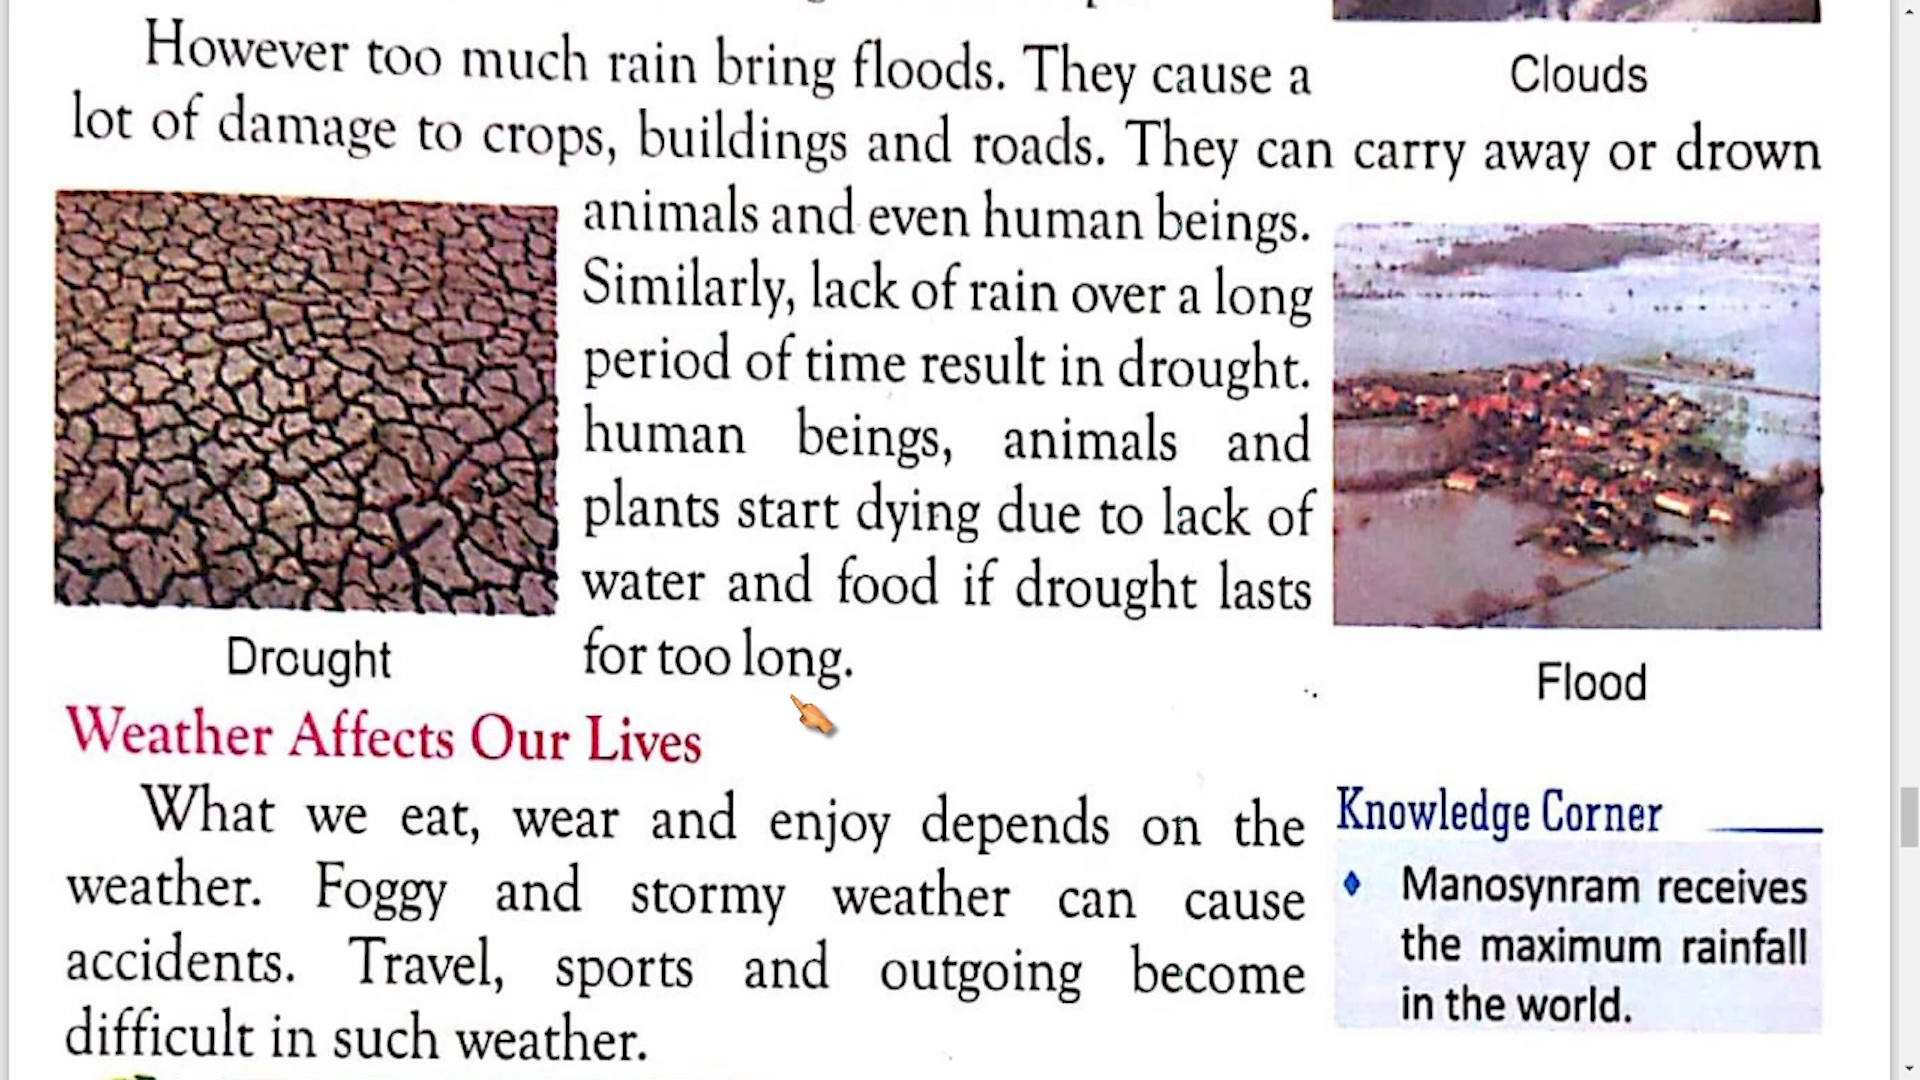 However too much rain bring floods. They cause a
lot of damage to crops, buildings and roads. They can carry away or drown
animals and even human beings.
Similarly, lack of rain over a long
period of time result in drought.
human beings, animals and
plants start dying due to lack of
water and food if drought lasts
for too long.
Clouds
Drought
Flood
Weather Affects Our Lives
What we eat, wear and enjoy depends on the
weather. Foggy and stormy weather can cause
accidents. Travel, sports and outgoing become
difficult in such weather.
Knowledge Corner
♦ Manosynram receives
the maximum rainfall
in the world.